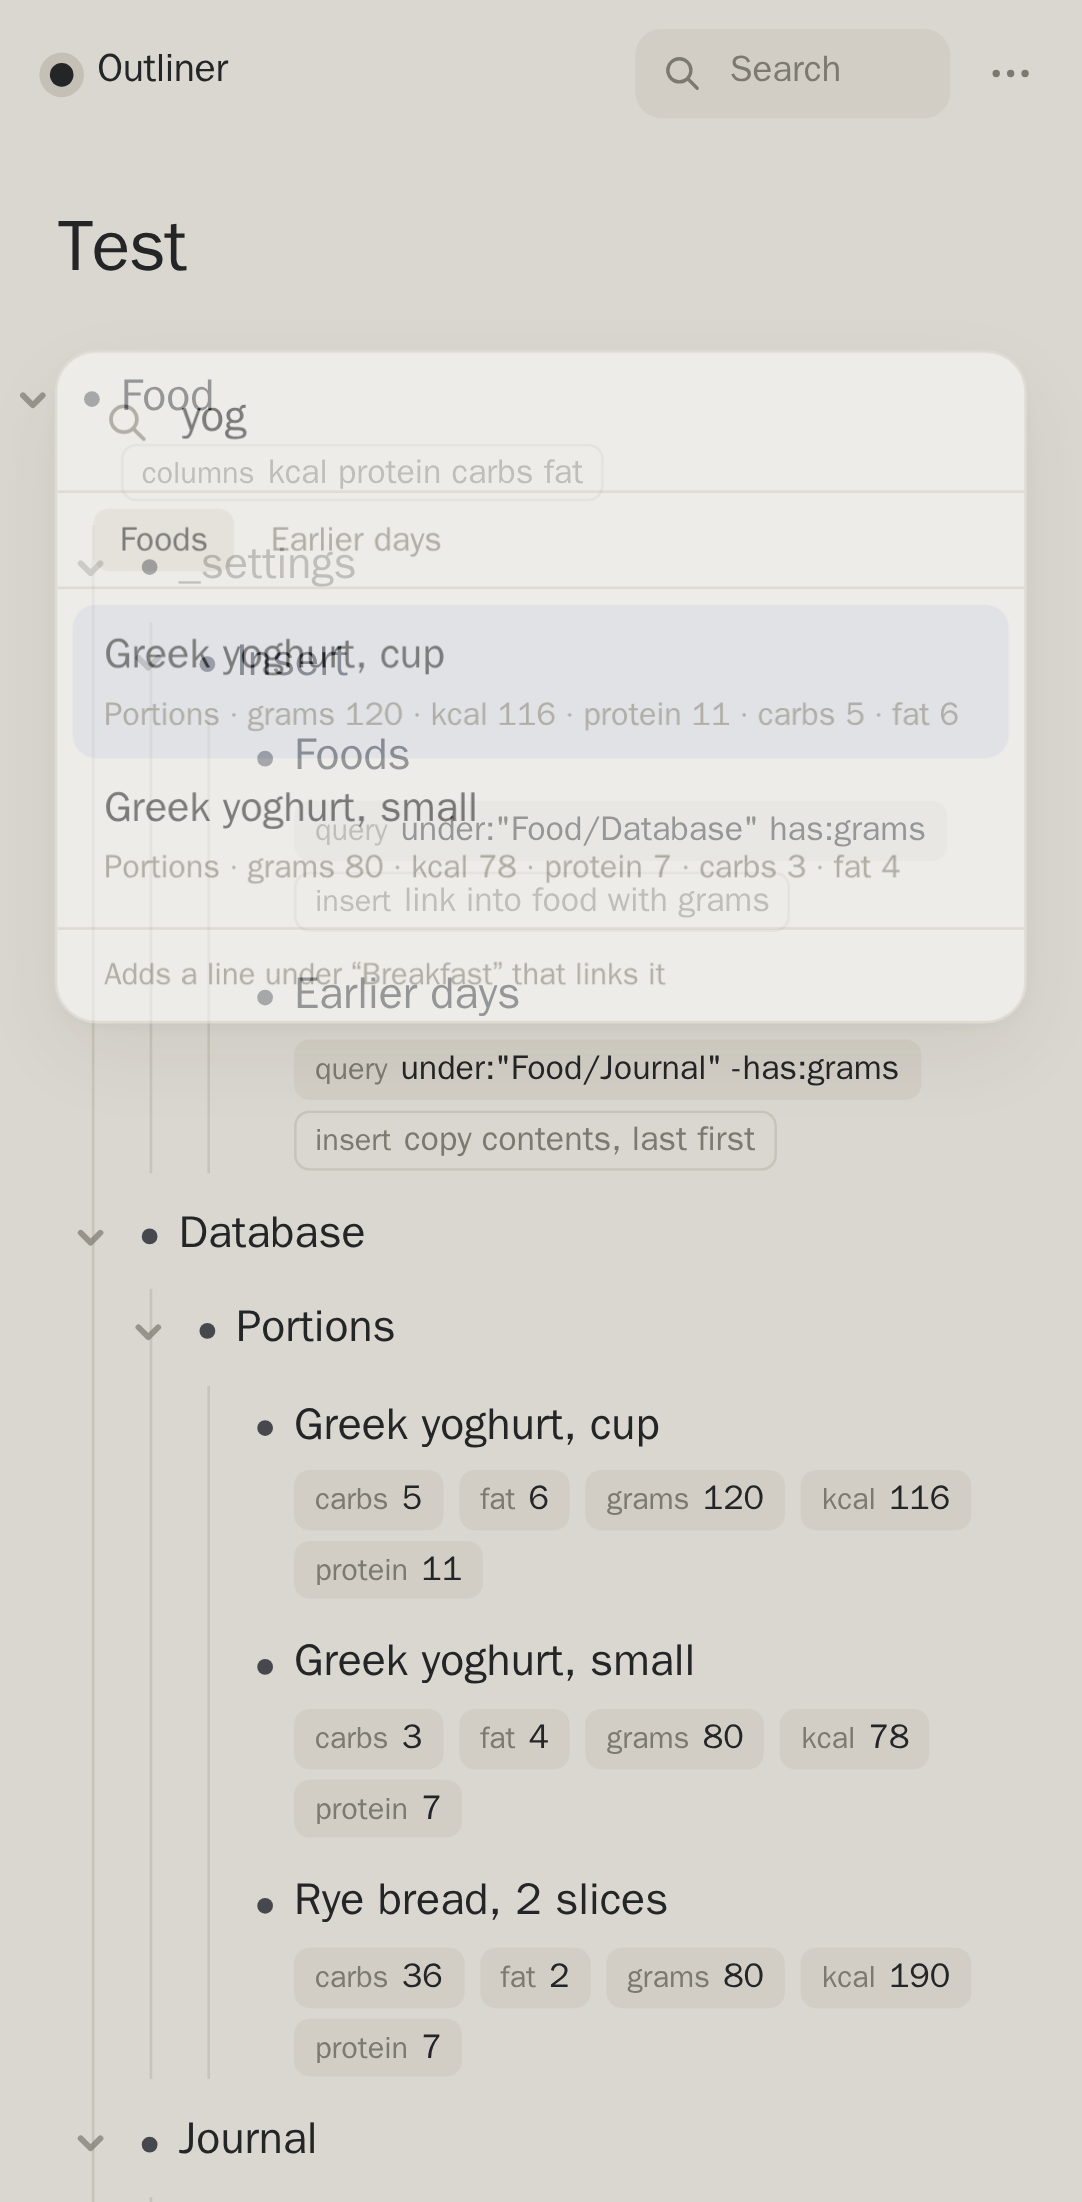 Outliner
Search
Test
Food
yog
columns kcal protein carbs fat
Foods Earlier days
_settings
Greek yoghurt, cup
Insert
Portions · grams 120 · kcal 116 · protein 11 · carbs 5 · fat 6
Foods
Greek yoghurt, small
query under:"Food/Database" has:grams
Portions · grams 80 · kcal 78 · protein 7 · carbs 3 · fat 4
insert link into food with grams
Adds a line under “Breakfast” that links it
Earlier days
query under:"Food/Journal" -has:grams
insert copy contents, last first
Database
Portions
Greek yoghurt, cup
carbs 5 fat 6 grams 120 kcal 116
protein 11
Greek yoghurt, small
carbs 3 fat 4 grams 80 kcal 78
protein 7
Rye bread, 2 slices
carbs 36 fat 2 grams 80 kcal 190
protein 7
Journal